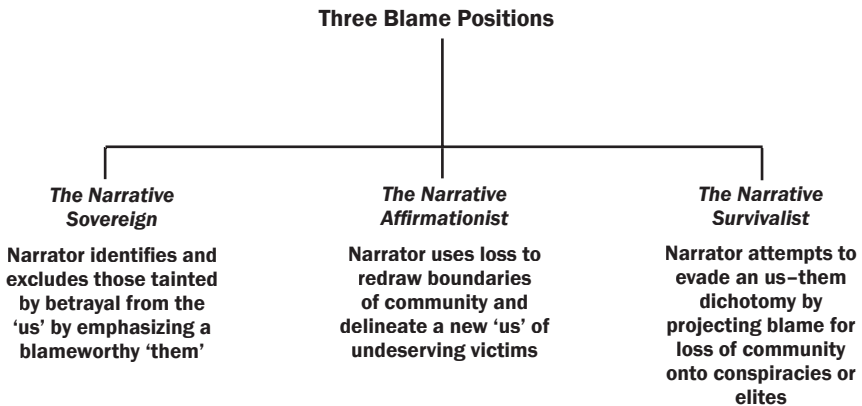 Three Blame Positions
The Narrative
Sovereign
Narrator identifies and
excludes those tainted
by betrayal from the
‘us’ by emphasizing a
blameworthy ‘them’
The Narrative
Affirmationist
Narrator uses loss to
redraw boundaries
of community and
delineate a new ‘us’ of
undeserving victims
The Narrative
Survivalist
Narrator attempts to
evade an us–them
dichotomy by
projecting blame for
loss of community
onto conspiracies or
elites